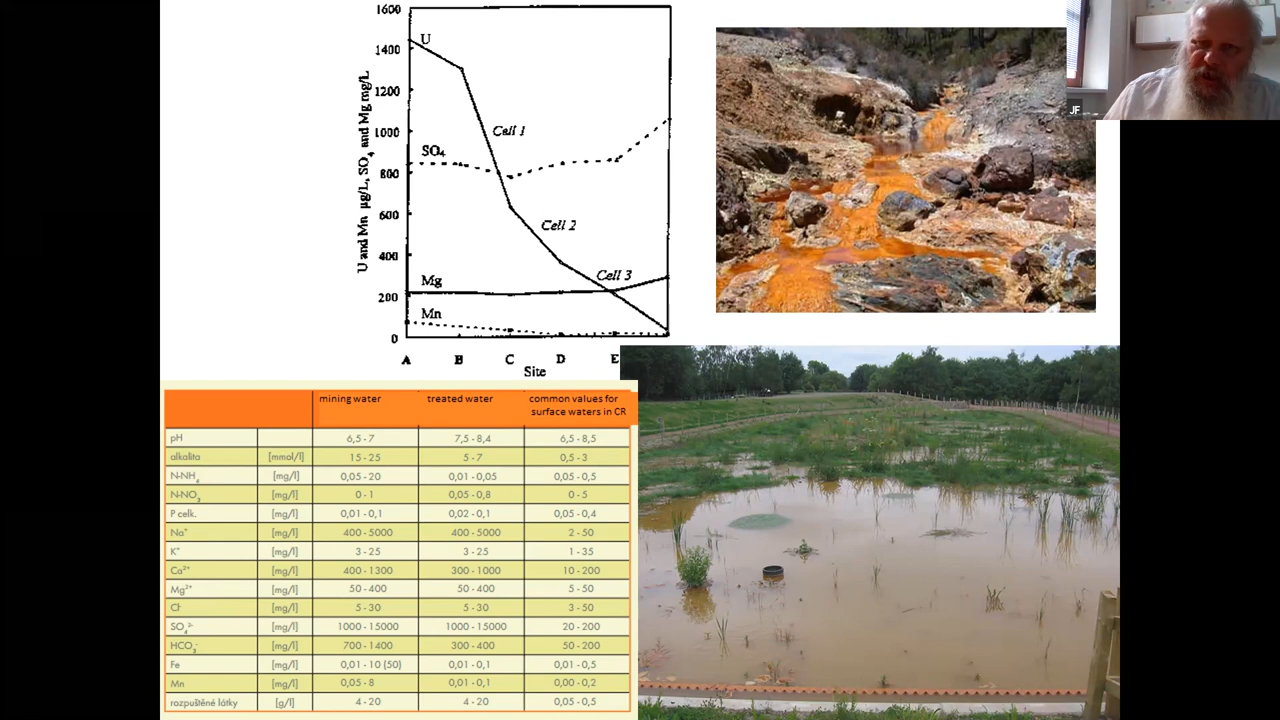 1600
1400
1200
1000
800
600
400
200
0
U and Mn µg/L, SO₄ and Mg mg/L
U
Cell 1
SO₄
Cell 2
Cell 3
Mg
Mn
A B C D E
Site
JF
mining water treated water common values for
surface waters in CR
pH 6,5 - 7 7,5 - 8,4 6,5 - 8,5
alkalita [mmol/l] 15 - 25 5 - 7 0,5 - 3
N-NH₄ [mg/l] 0,05 - 20 0,01 - 0,05 0,05 - 0,5
N-NO₃ [mg/l] 0 - 1 0,05 - 0,8 0 - 5
P celk. [mg/l] 0,01 - 0,1 0,02 - 0,1 0,05 - 0,4
Na⁺ [mg/l] 400 - 5000 400 - 5000 2 - 50
K⁺ [mg/l] 3 - 25 3 - 25 1 - 35
Ca²⁺ [mg/l] 400 - 1300 300 - 1000 10 - 200
Mg²⁺ [mg/l] 50 - 400 50 - 400 5 - 50
Cl⁻ [mg/l] 5 - 30 5 - 30 3 - 50
SO₄²⁻ [mg/l] 1000 - 15000 1000 - 15000 20 - 200
HCO₃⁻ [mg/l] 700 - 1400 300 - 400 50 - 200
Fe [mg/l] 0,01 - 10 (50) 0,01 - 0,1 0,01 - 0,5
Mn [mg/l] 0,05 - 8 0,01 - 0,1 0,00 - 0,2
rozpuštěné látky [g/l] 4 - 20 4 - 20 0,05 - 0,5